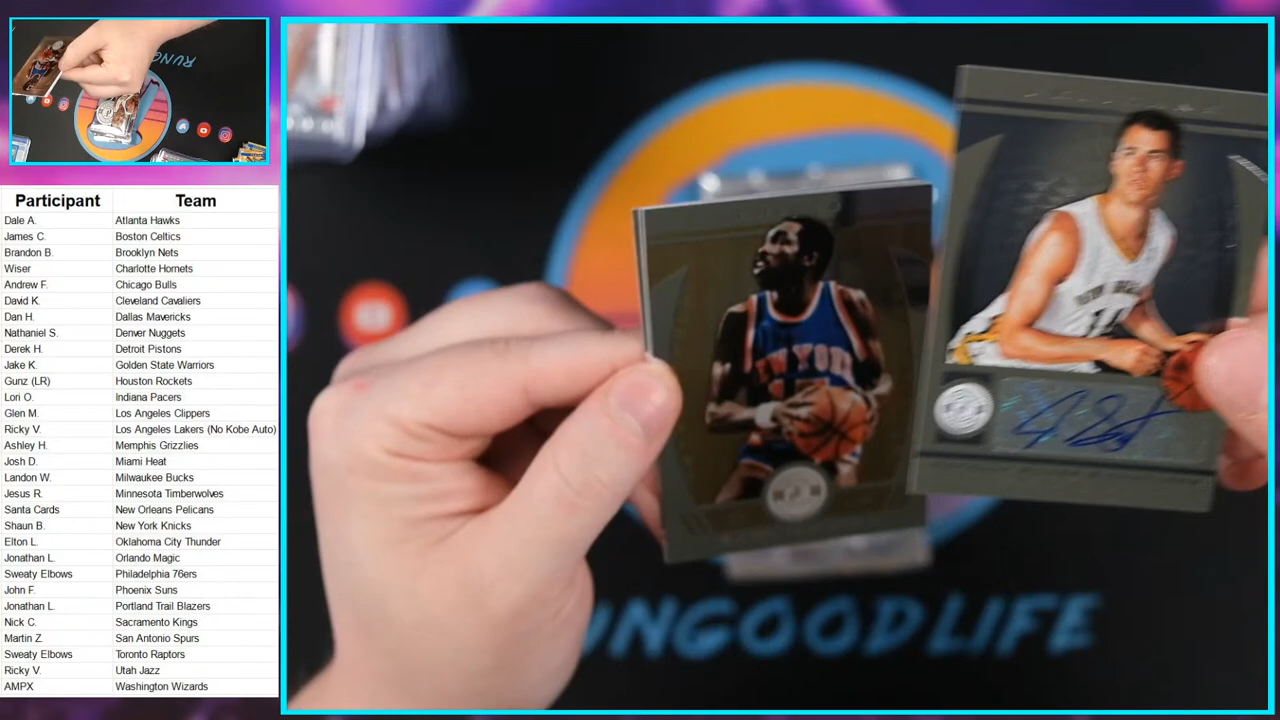 Participant Team
Dale A. Atlanta Hawks
James C. Boston Celtics
Brandon B. Brooklyn Nets
Wiser Charlotte Hornets
Andrew F. Chicago Bulls
David K. Cleveland Cavaliers
Dan H. Dallas Mavericks
Nathaniel S. Denver Nuggets
Derek H. Detroit Pistons
Jake K. Golden State Warriors
Gunz (LR) Houston Rockets
Lori O. Indiana Pacers
Glen M. Los Angeles Clippers
Ricky V. Los Angeles Lakers (No Kobe Auto)
Ashley H. Memphis Grizzlies
Josh D. Miami Heat
Landon W. Milwaukee Bucks
Jesus R. Minnesota Timberwolves
Santa Cards New Orleans Pelicans
Shaun B. New York Knicks
Elton L. Oklahoma City Thunder
Jonathan L. Orlando Magic
Sweaty Elbows Philadelphia 76ers
John F. Phoenix Suns
Jonathan L. Portland Trail Blazers
Nick C. Sacramento Kings
Martin Z. San Antonio Spurs
Sweaty Elbows Toronto Raptors
Ricky V. Utah Jazz
AMPX Washington Wizards
RUNG
RUNG
NEW YORK
UNGOOD LIFE